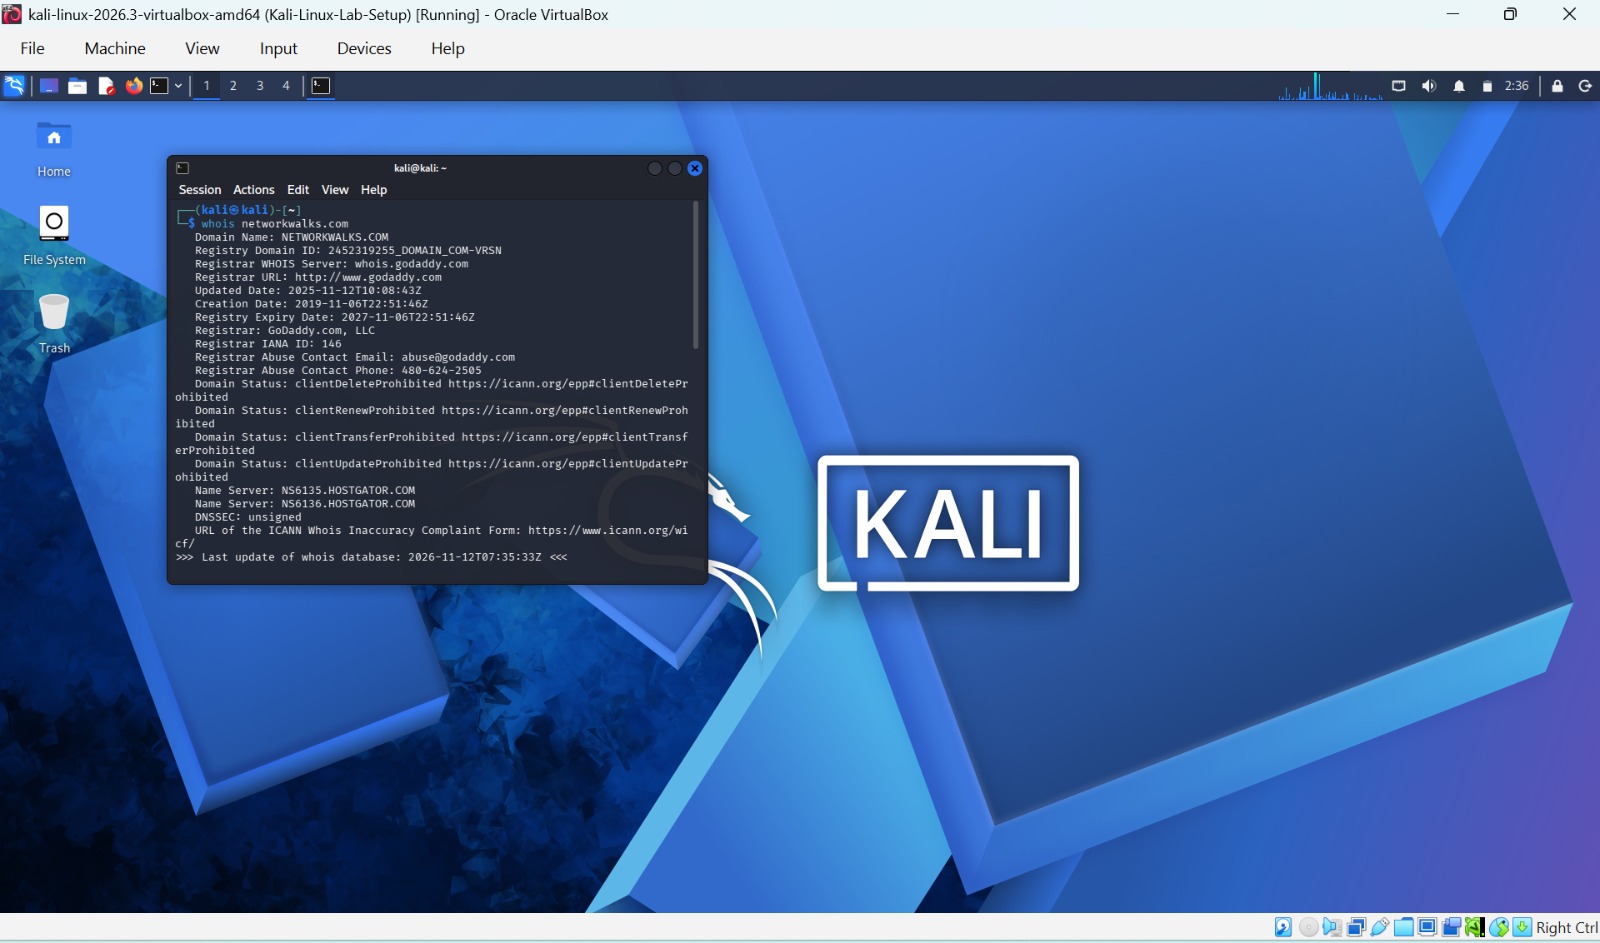 kali-linux-2026.3-virtualbox-amd64 (Kali-Linux-Lab-Setup) [Running] - Oracle VirtualBox
File Machine View Input Devices Help
1 2 3 4
2:36
Home
File System
Trash
kali@kali: ~
Session Actions Edit View Help
┌──(kali㉿kali)-[~]
└─$ whois networkwalks.com
Domain Name: NETWORKWALKS.COM
Registry Domain ID: 2452319255_DOMAIN_COM-VRSN
Registrar WHOIS Server: whois.godaddy.com
Registrar URL: http://www.godaddy.com
Updated Date: 2025-11-12T10:08:43Z
Creation Date: 2019-11-06T22:51:46Z
Registry Expiry Date: 2027-11-06T22:51:46Z
Registrar: GoDaddy.com, LLC
Registrar IANA ID: 146
Registrar Abuse Contact Email: abuse@godaddy.com
Registrar Abuse Contact Phone: 480-624-2505
Domain Status: clientDeleteProhibited https://icann.org/epp#clientDeletePr
ohibited
Domain Status: clientRenewProhibited https://icann.org/epp#clientRenewProh
ibited
Domain Status: clientTransferProhibited https://icann.org/epp#clientTransf
erProhibited
Domain Status: clientUpdateProhibited https://icann.org/epp#clientUpdatePr
ohibited
Name Server: NS6135.HOSTGATOR.COM
Name Server: NS6136.HOSTGATOR.COM
DNSSEC: unsigned
URL of the ICANN Whois Inaccuracy Complaint Form: https://www.icann.org/wi
cf/
>>> Last update of whois database: 2026-11-12T07:35:33Z <<<
KALI
Right Ctrl